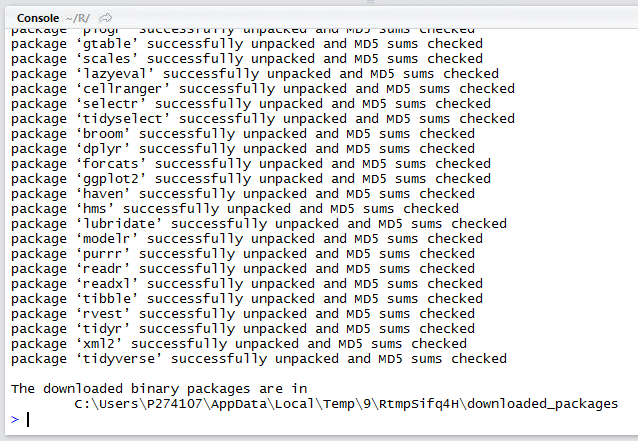 Console ~/R/
package ‘plogr’ successfully unpacked and MD5 sums checked
package ‘gtable’ successfully unpacked and MD5 sums checked
package ‘scales’ successfully unpacked and MD5 sums checked
package ‘lazyeval’ successfully unpacked and MD5 sums checked
package ‘cellranger’ successfully unpacked and MD5 sums checked
package ‘selectr’ successfully unpacked and MD5 sums checked
package ‘tidyselect’ successfully unpacked and MD5 sums checked
package ‘broom’ successfully unpacked and MD5 sums checked
package ‘dplyr’ successfully unpacked and MD5 sums checked
package ‘forcats’ successfully unpacked and MD5 sums checked
package ‘ggplot2’ successfully unpacked and MD5 sums checked
package ‘haven’ successfully unpacked and MD5 sums checked
package ‘hms’ successfully unpacked and MD5 sums checked
package ‘lubridate’ successfully unpacked and MD5 sums checked
package ‘modelr’ successfully unpacked and MD5 sums checked
package ‘purrr’ successfully unpacked and MD5 sums checked
package ‘readr’ successfully unpacked and MD5 sums checked
package ‘readxl’ successfully unpacked and MD5 sums checked
package ‘tibble’ successfully unpacked and MD5 sums checked
package ‘rvest’ successfully unpacked and MD5 sums checked
package ‘tidyr’ successfully unpacked and MD5 sums checked
package ‘xml2’ successfully unpacked and MD5 sums checked
package ‘tidyverse’ successfully unpacked and MD5 sums checked
The downloaded binary packages are in
C:\Users\P274107\AppData\Local\Temp\9\RtmpSifq4H\downloaded_packages
>